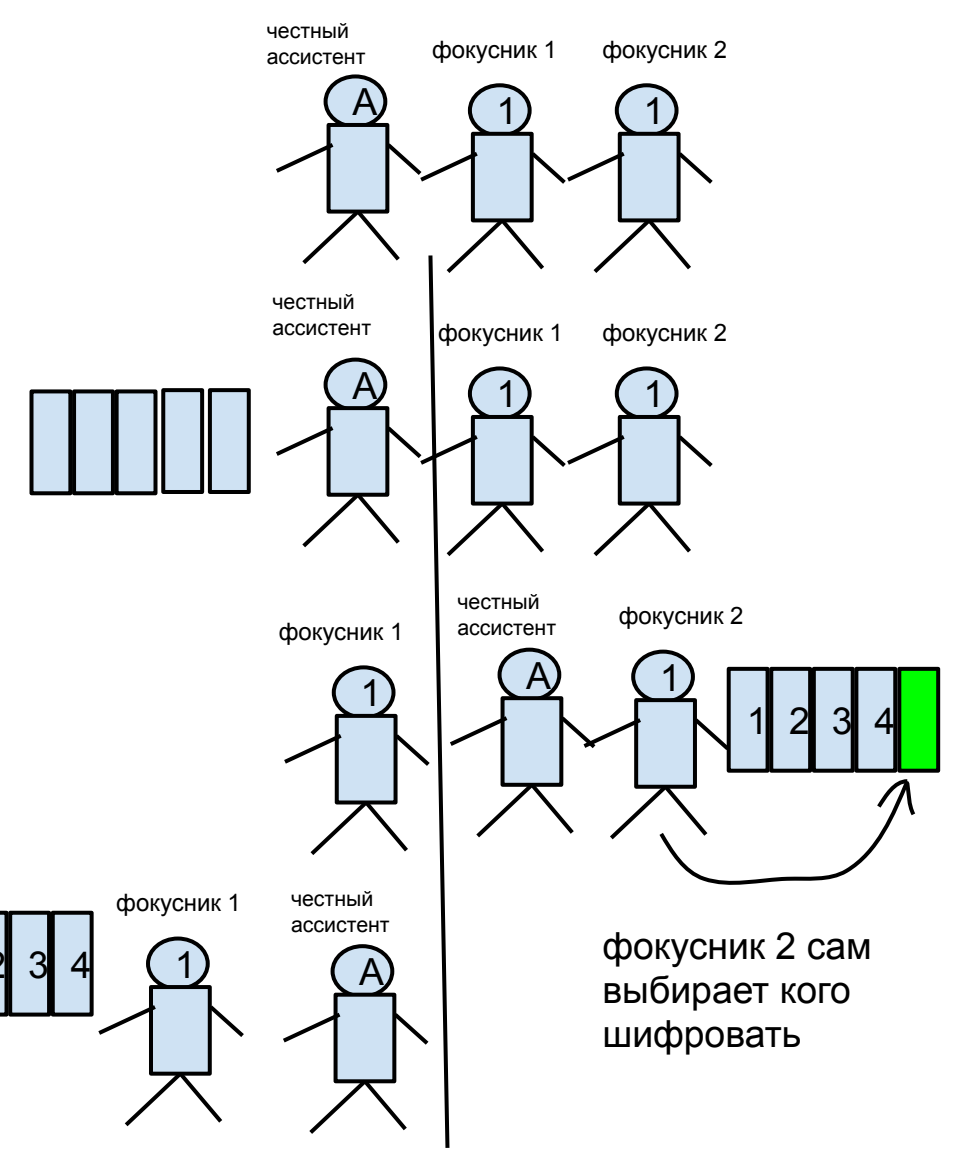 честный
ассистент
фокусник 1
фокусник 2
А
1
1
честный
ассистент
фокусник 1
фокусник 2
А
1
1
фокусник 1
честный
ассистент
фокусник 2
1
А
1
1 2 3 4
фокусник 1
честный
ассистент
2 3 4
1
А
фокусник 2 сам
выбирает кого
шифровать